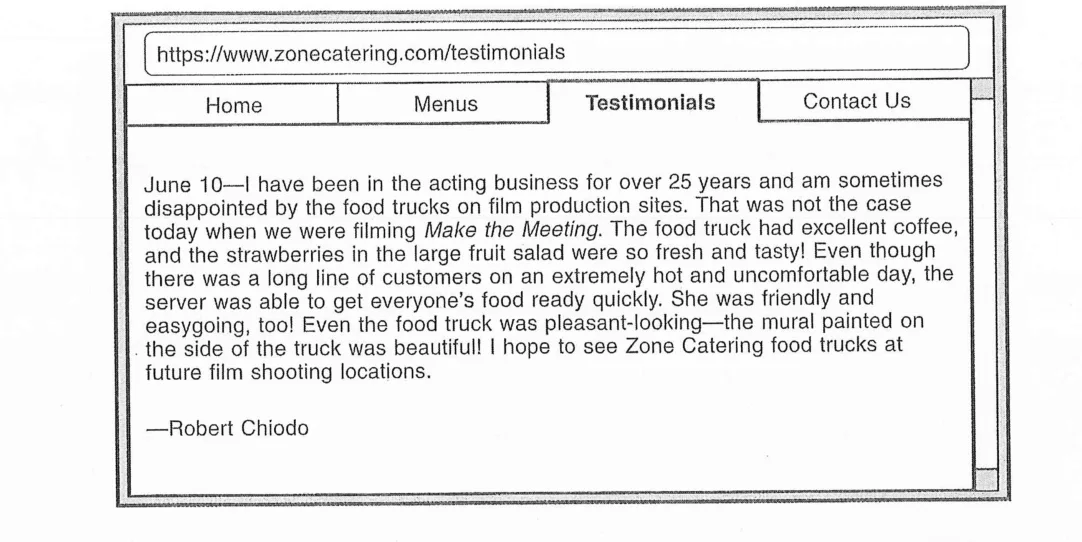 https://www.zonecatering.com/testimonials
Home Menus Testimonials Contact Us
June 10—I have been in the acting business for over 25 years and am sometimes
disappointed by the food trucks on film production sites. That was not the case
today when we were filming Make the Meeting. The food truck had excellent coffee,
and the strawberries in the large fruit salad were so fresh and tasty! Even though
there was a long line of customers on an extremely hot and uncomfortable day, the
server was able to get everyone's food ready quickly. She was friendly and
easygoing, too! Even the food truck was pleasant-looking—the mural painted on
the side of the truck was beautiful! I hope to see Zone Catering food trucks at
future film shooting locations.
—Robert Chiodo